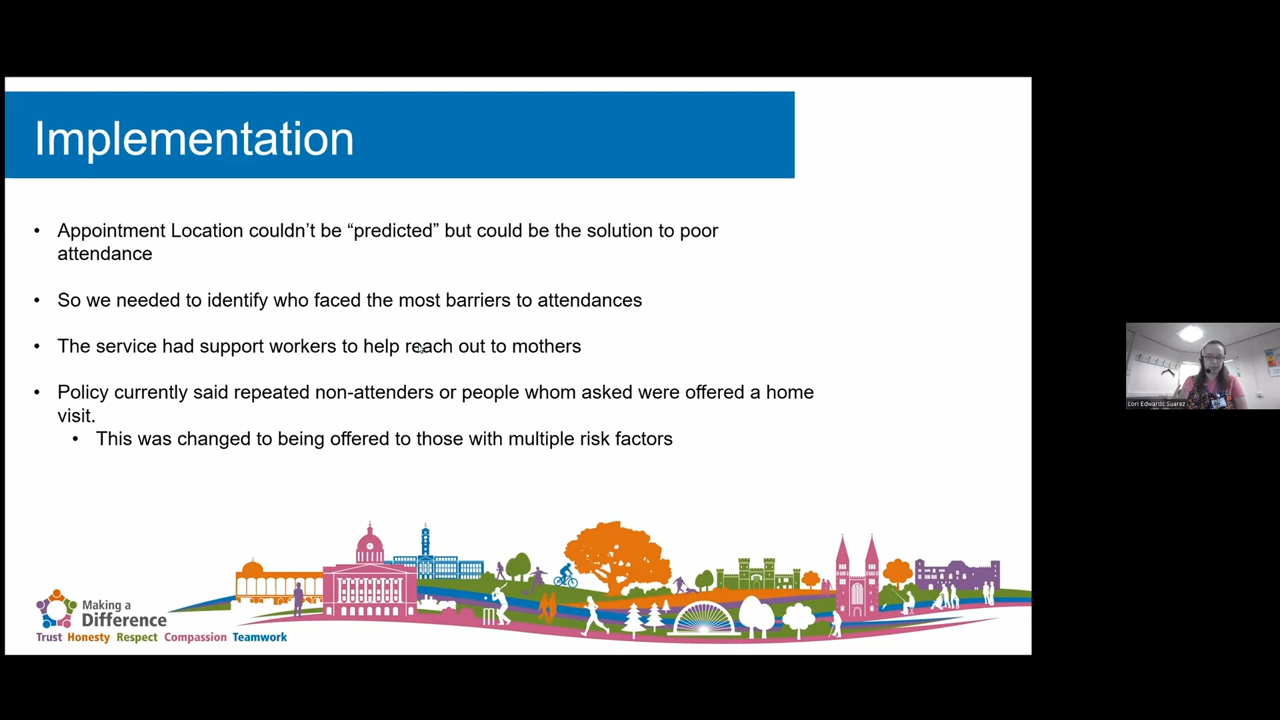 Implementation
• Appointment Location couldn’t be “predicted” but could be the solution to poor
attendance
• So we needed to identify who faced the most barriers to attendances
• The service had support workers to help reach out to mothers
• Policy currently said repeated non-attenders or people whom asked were offered a home
visit.
• This was changed to being offered to those with multiple risk factors
Making a
Difference
Trust Honesty Respect Compassion Teamwork
Lori Edwards Suarez